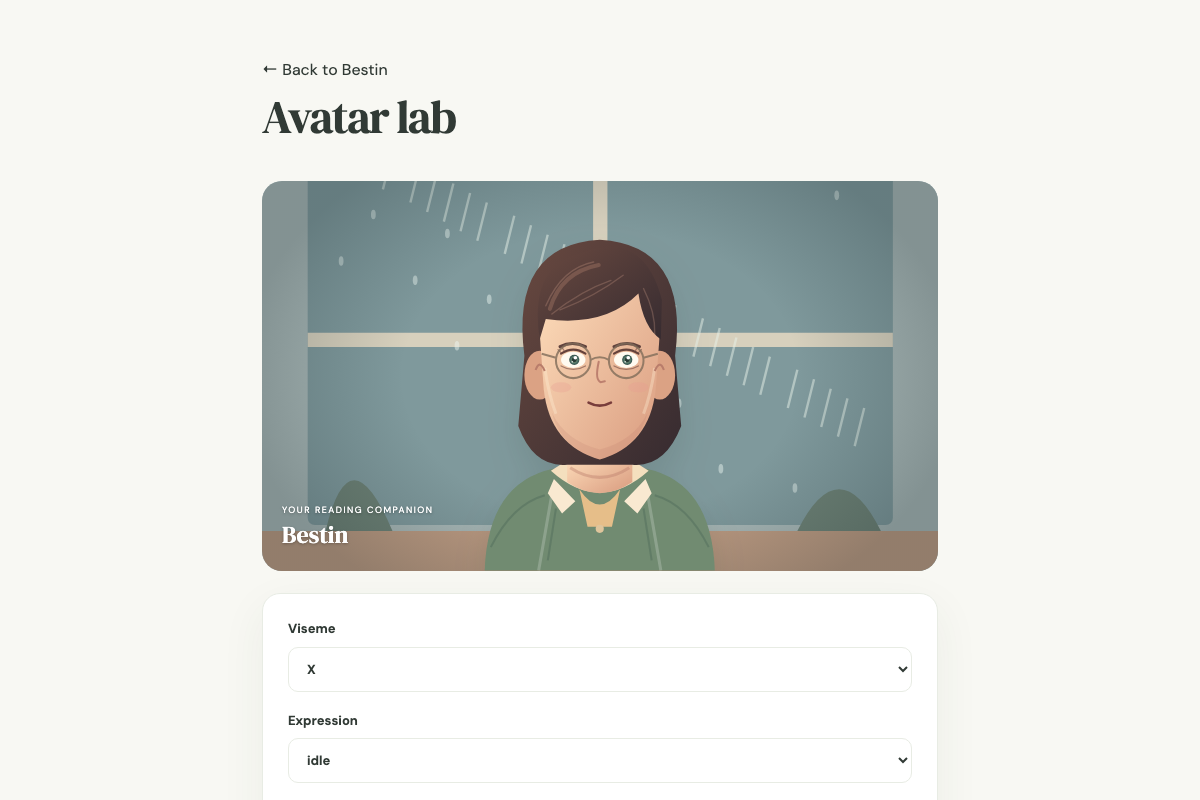 ← Back to Bestin
Avatar lab
YOUR READING COMPANION
Bestin
Viseme
X
Expression
idle